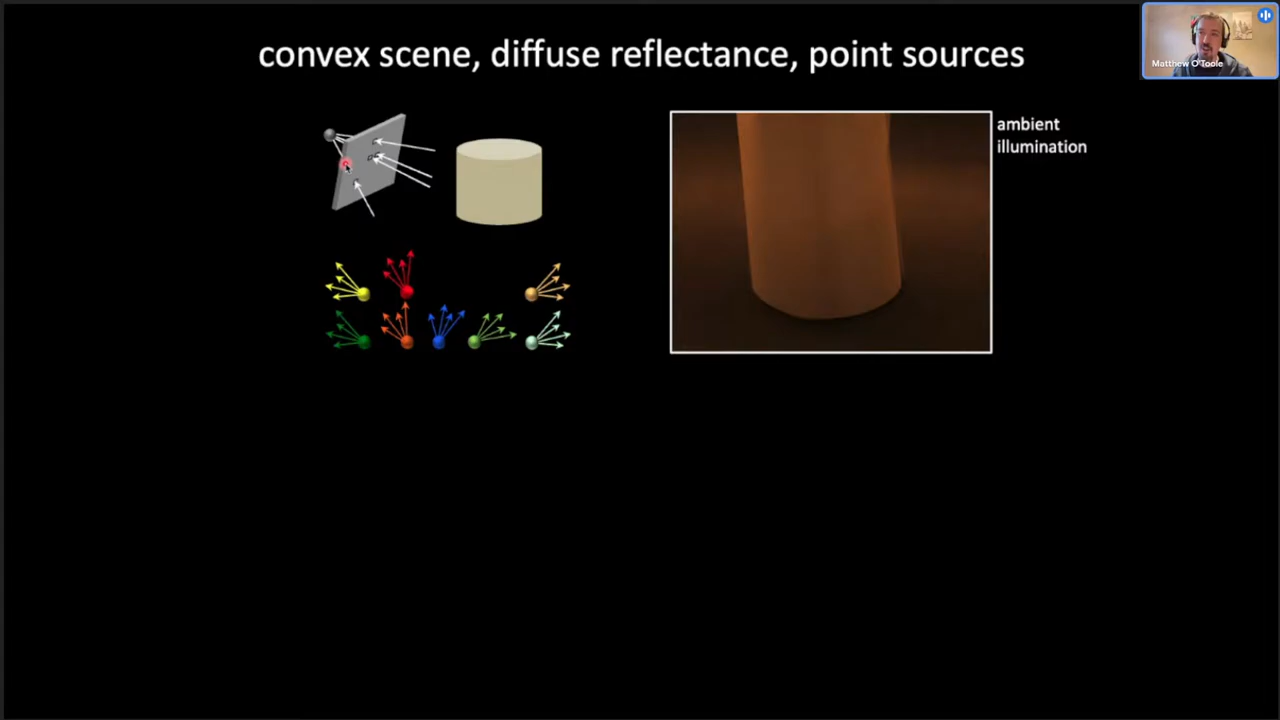 convex scene, diffuse reflectance, point sources
Matthew O'Toole
ambient
illumination